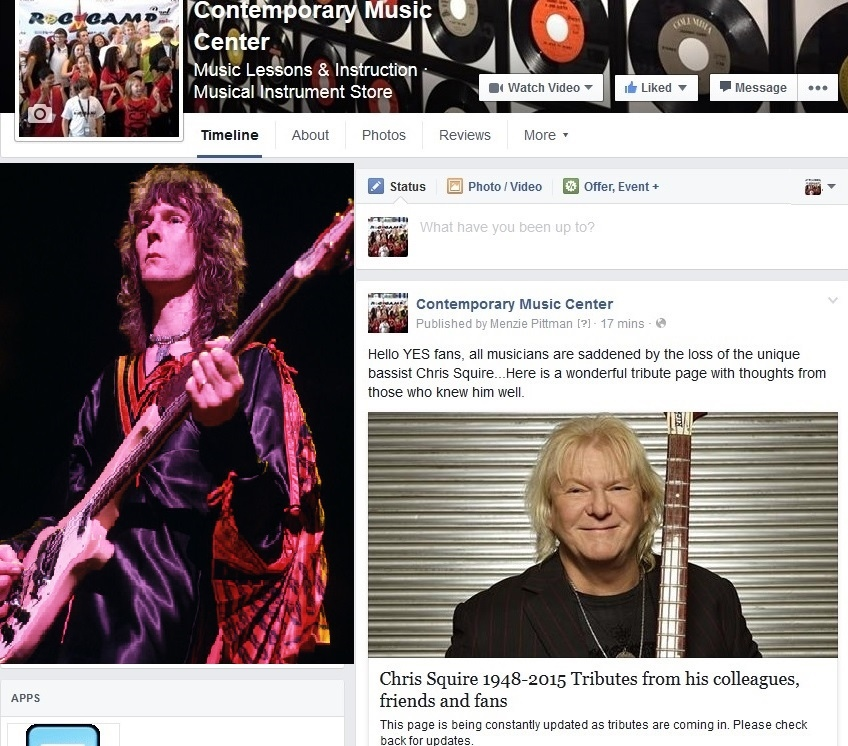 ROCKCAMP
Contemporary Music
Center
Music Lessons & Instruction ·
Musical Instrument Store
COLUMBIA
Watch Video
Liked
Message
Timeline
About
Photos
Reviews
More
Status
Photo / Video
Offer, Event +
What have you been up to?
Contemporary Music Center
Published by Menzie Pittman [?] · 17 mins ·
Hello YES fans, all musicians are saddened by the loss of the unique
bassist Chris Squire...Here is a wonderful tribute page with thoughts from
those who knew him well.
Chris Squire 1948-2015 Tributes from his colleagues,
friends and fans
This page is being constantly updated as tributes are coming in. Please check
back for updates.
APPS